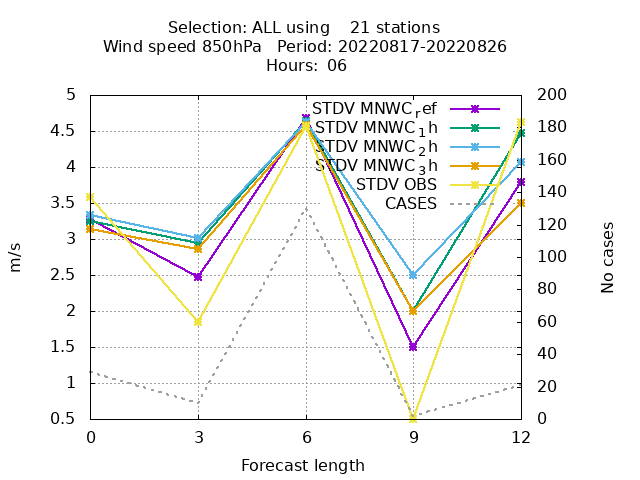 Selection: ALL using    21 stations
Wind speed 850hPa   Period: 20220817-20220826
Hours:  06
STDV MNWC_ref
STDV MNWC_1h
STDV MNWC_2h
STDV MNWC_3h
STDV OBS
CASES
5
4.5
4
3.5
3
2.5
2
1.5
1
0.5
m/s
200
180
160
140
120
100
80
60
40
20
0
No cases
0 3 6 9 12
Forecast length